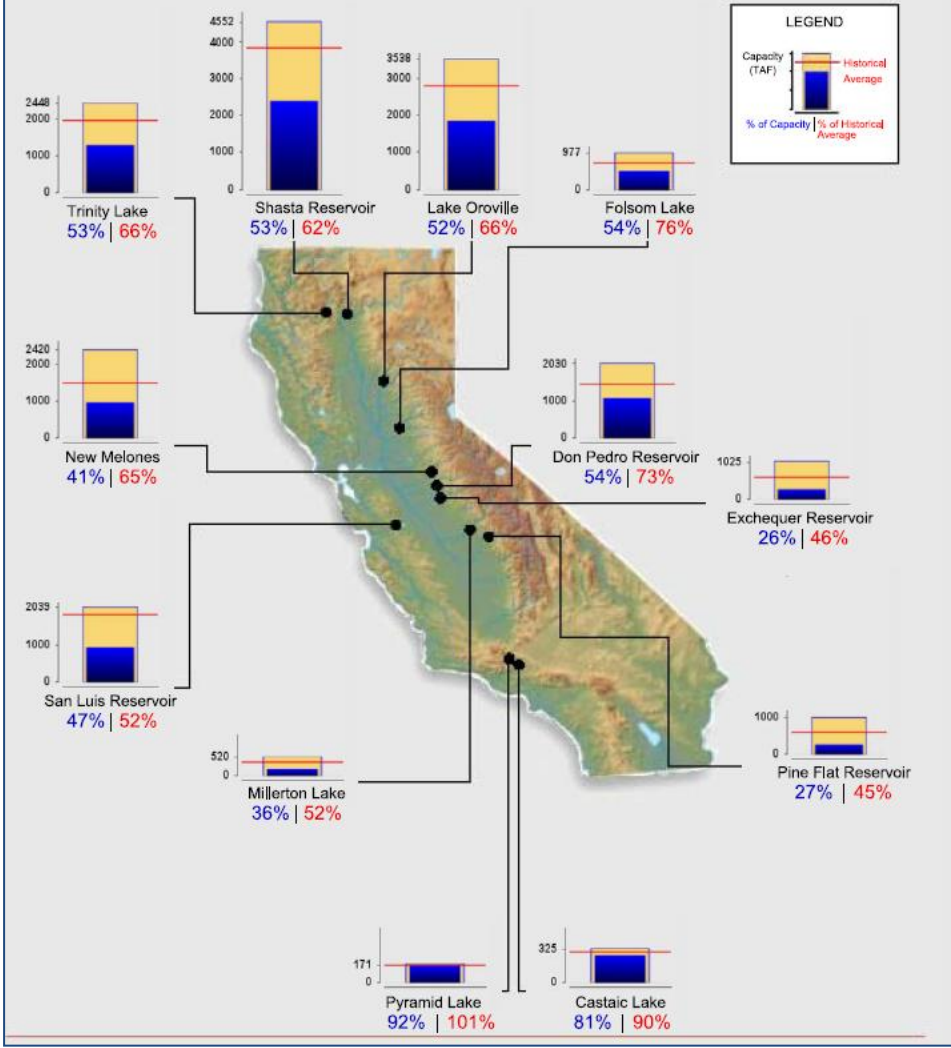 LEGEND
Capacity
(TAF)
Historical
Average
% of Capacity | % of Historical
Average
4552
4000
3000
2000
1000
0
Shasta Reservoir
53% | 62%
3538
3000
2000
1000
0
Lake Oroville
52% | 66%
2448
2000
1000
0
Trinity Lake
53% | 66%
977
0
Folsom Lake
54% | 76%
2420
2000
1000
0
New Melones
41% | 65%
2030
1000
0
Don Pedro Reservoir
54% | 73%
1025
0
Exchequer Reservoir
26% | 46%
2039
1000
0
San Luis Reservoir
47% | 52%
520
0
Millerton Lake
36% | 52%
1000
0
Pine Flat Reservoir
27% | 45%
171
0
Pyramid Lake
92% | 101%
325
0
Castaic Lake
81% | 90%